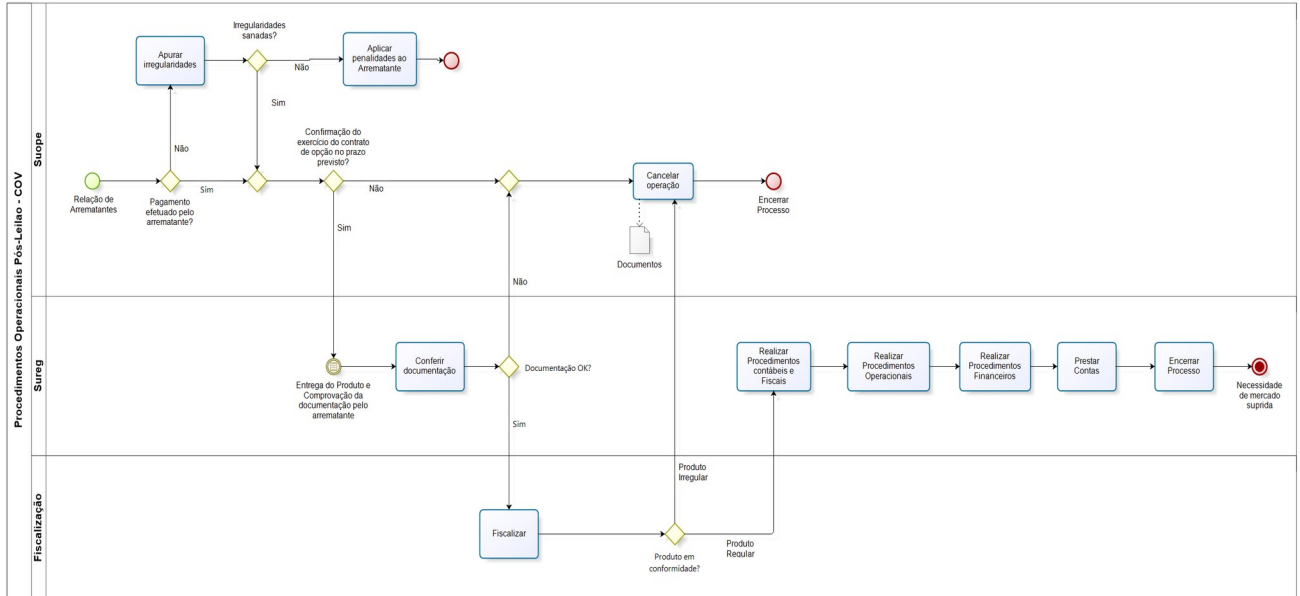 Procedimentos Operacionais Pós-Leilao - COV
Suope
Irregularidades
sanadas?
Apurar
irregularidades
Não
Aplicar
penalidades ao
Arrematante
Sim
Não
Confirmação do
exercício do contrato
de opção no prazo
previsto?
Relação de
Arrematantes
Sim
Pagamento
efetuado pelo
arrematante?
Não
Sim
Cancelar
operação
Encerrar
Processo
Documentos
Não
Sureg
Entrega do Produto e
Comprovação da
documentação pelo
arrematante
Conferir
documentação
Documentação OK?
Sim
Realizar
Procedimentos
contábeis e
Fiscais
Realizar
Procedimentos
Operacionais
Realizar
Procedimentos
Financeiros
Prestar
Contas
Encerrar
Processo
Necessidade
de mercado
suprida
Fiscalização
Fiscalizar
Produto
Irregular
Produto em
conformidade?
Produto
Regular